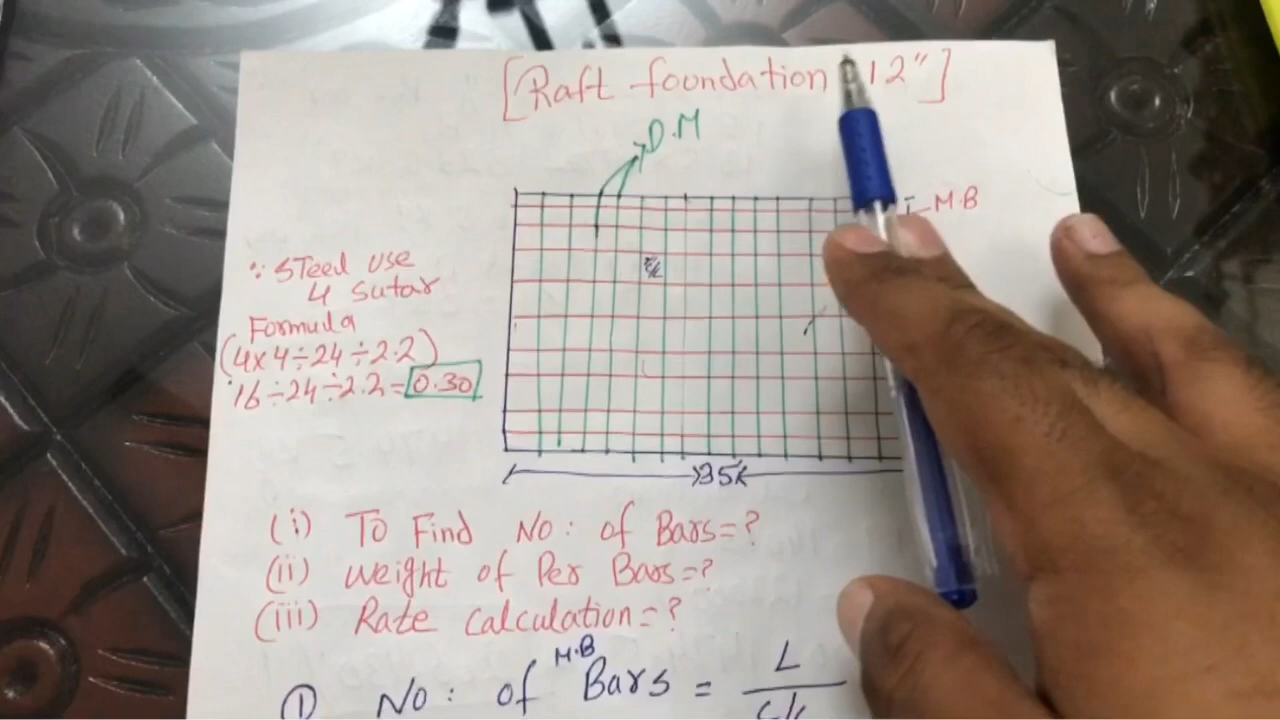 [Raft foundation 12"]
D.M
M.B
∵ STeel use
4 sutar
Formula
(4x4÷24÷2.2)
16÷24÷2.2=0.30
35
(i) To Find No: of Bars=?
(ii) Weight of Per Bars=?
(iii) Rate Calculation=?
M.B
① No: of Bars = L
c/c